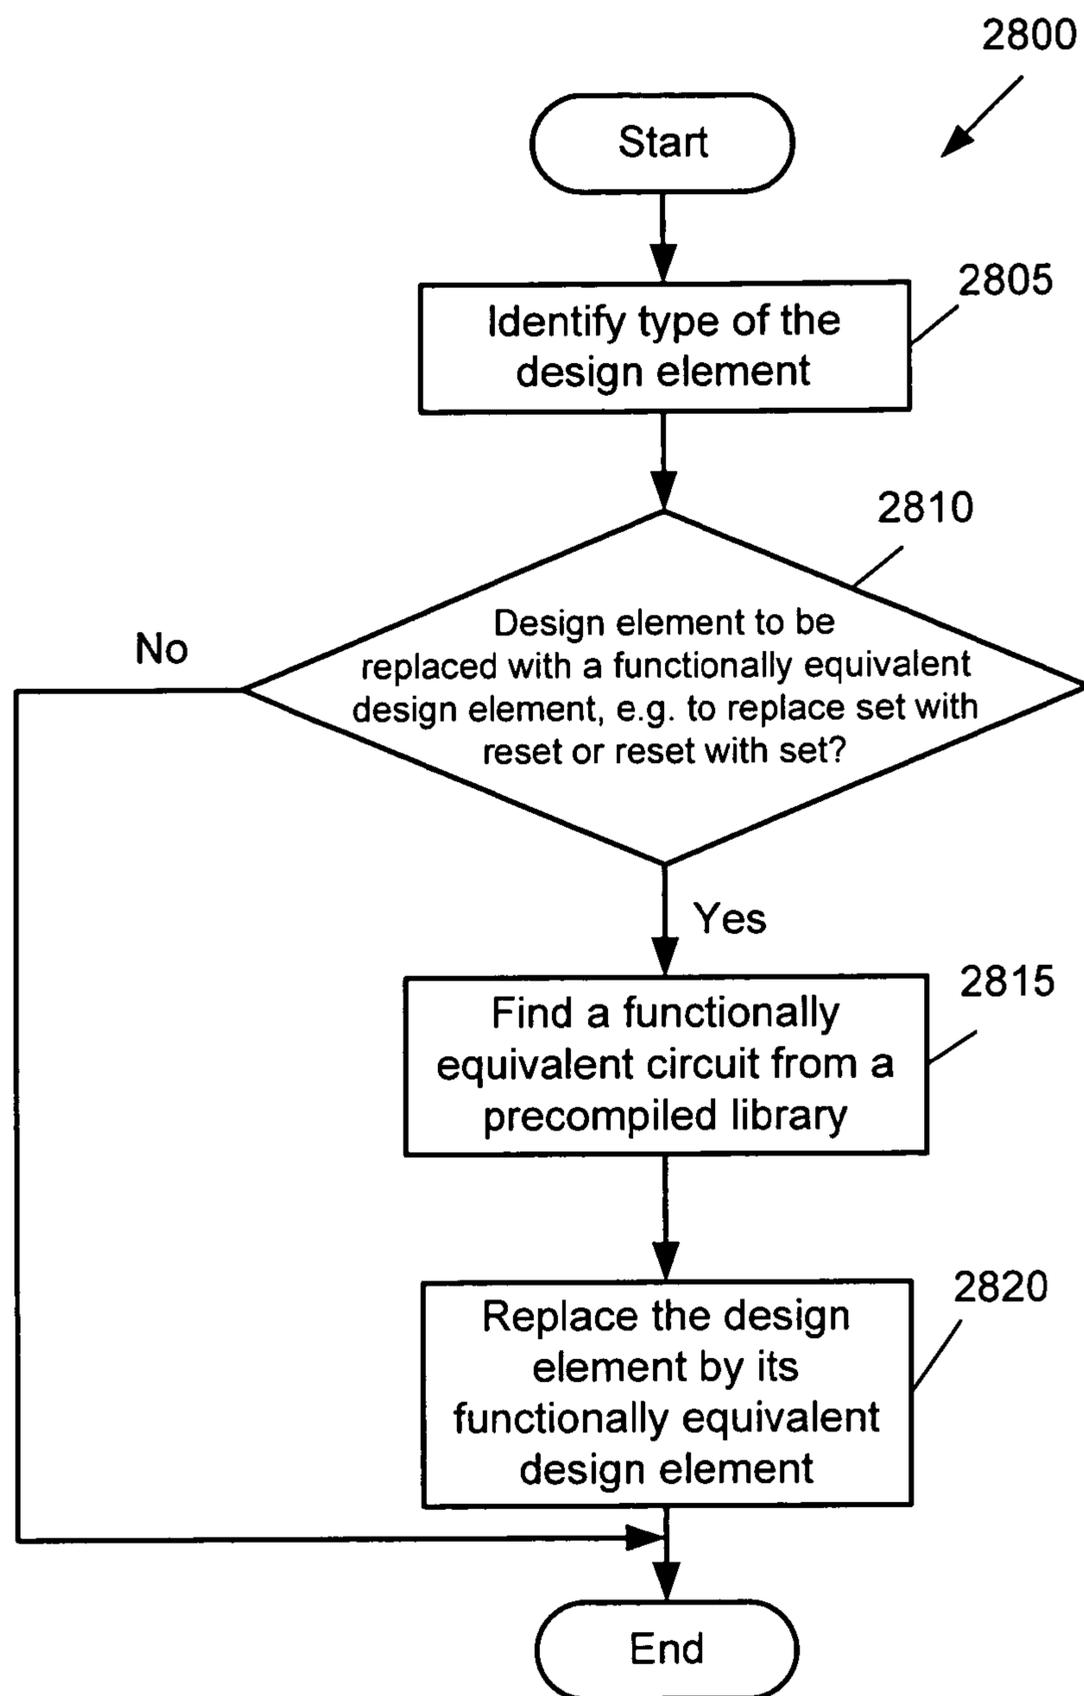 2800
Start
2805
Identify type of the
design element
2810
Design element to be
replaced with a functionally equivalent
design element, e.g. to replace set with
reset or reset with set?
No
Yes
2815
Find a functionally
equivalent circuit from a
precompiled library
2820
Replace the design
element by its
functionally equivalent
design element
End